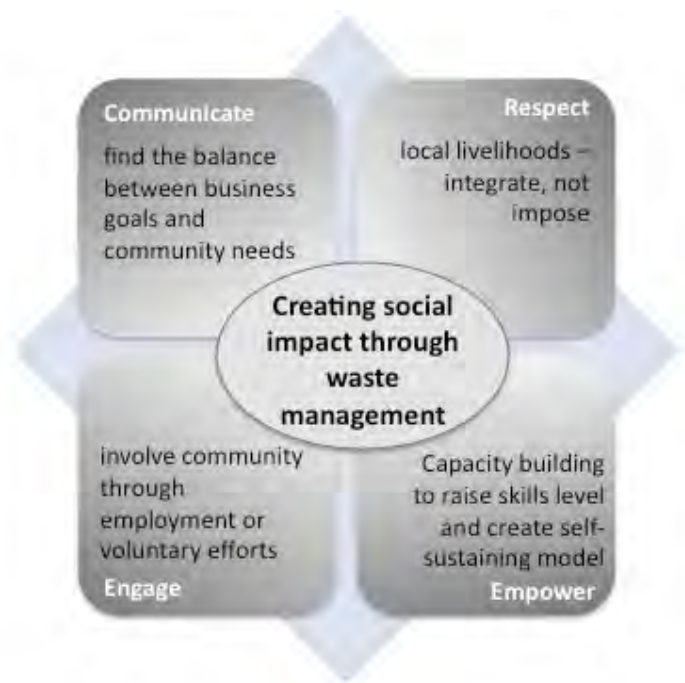 Communicate
find the balance
between business
goals and
community needs
Respect
local livelihoods –
integrate, not
impose
Creating social
impact through
waste
management
involve community
through
employment or
voluntary efforts
Engage
Capacity building
to raise skills level
and create self-
sustaining model
Empower